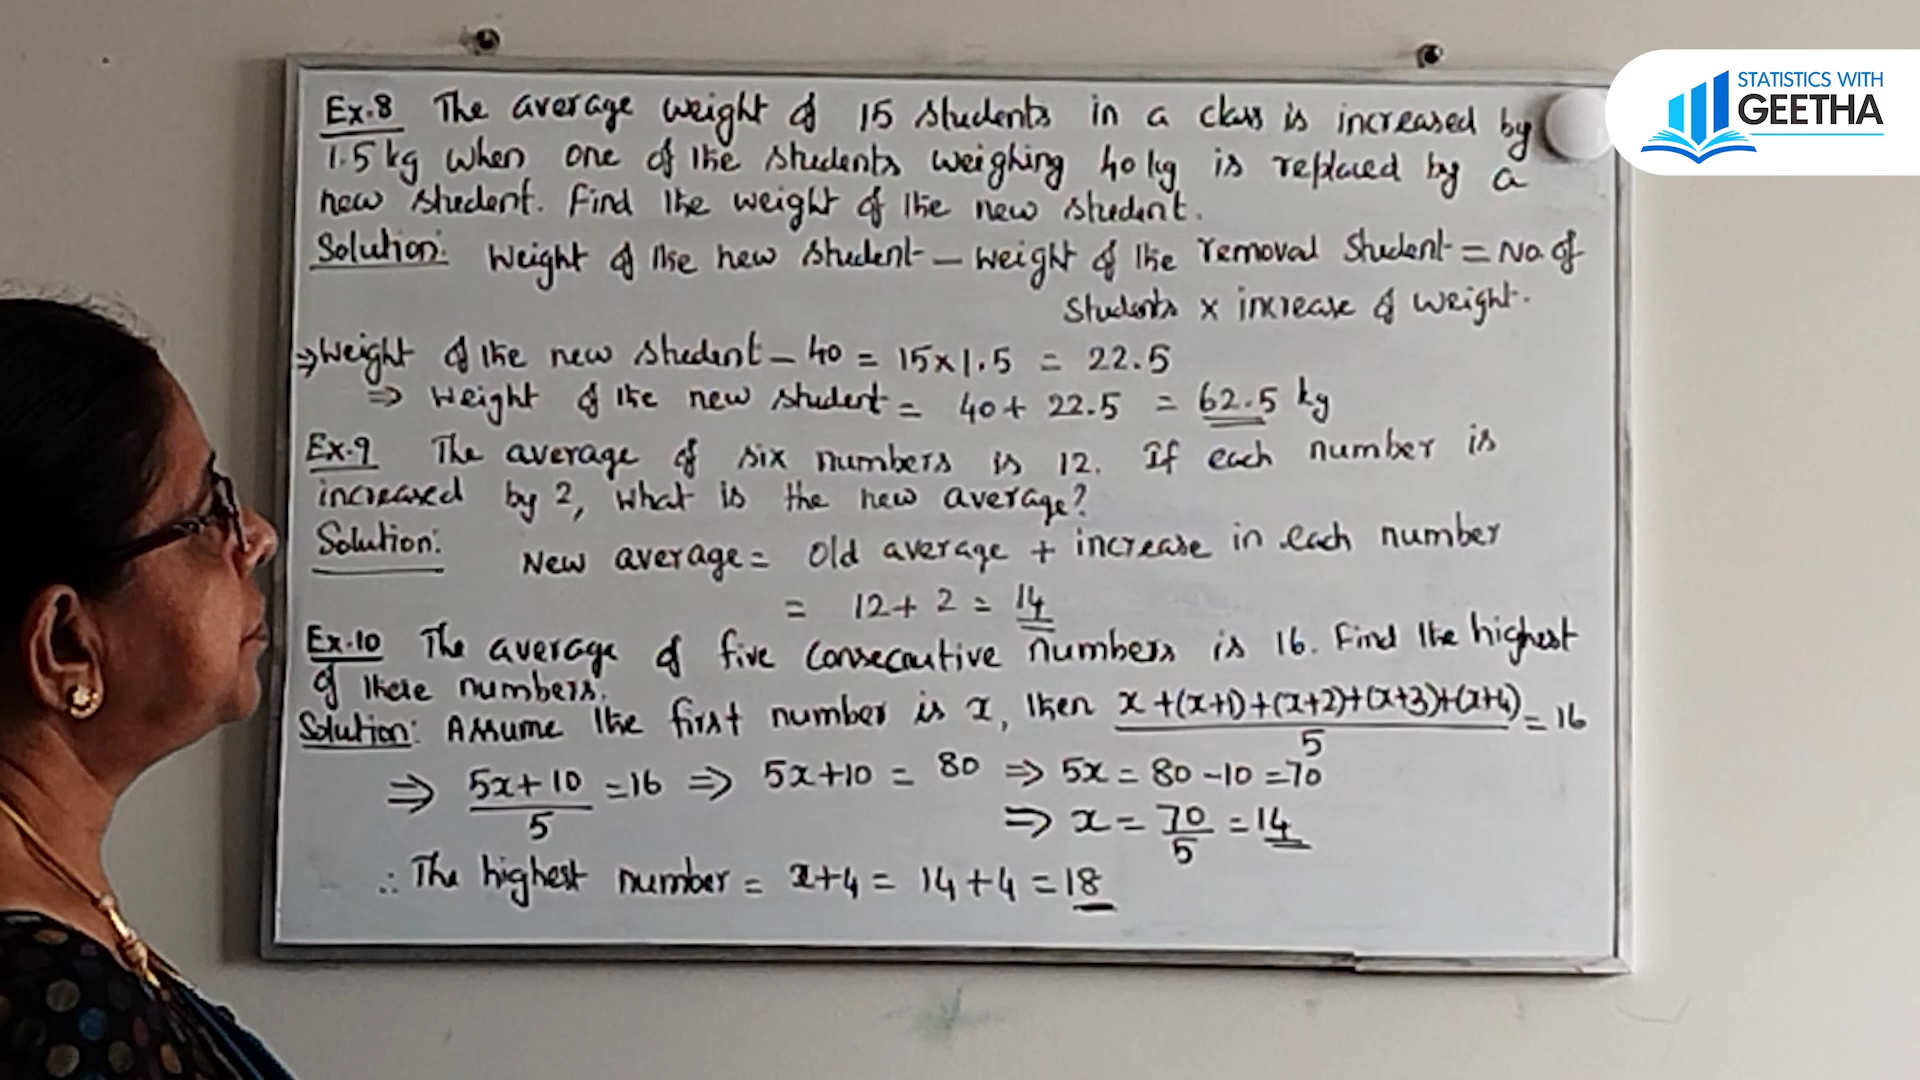 STATISTICS WITH
GEETHA
Ex.8 The average weight of 15 students in a class is increased by
1.5 kg when one of the students weighing 40 kg is replaced by a
new student. Find the weight of the new student.
Solution: Weight of the new student - weight of the removal student = No. of
students × increase of weight.
⇒ Weight of the new student - 40 = 15×1.5 = 22.5
⇒ Weight of the new student = 40+ 22.5 = 62.5 kg
Ex.9 The average of six numbers is 12. If each number is
increased by 2, what is the new average?
Solution: New average = Old average + increase in each number
= 12+ 2 = 14
Ex.10 The average of five consecutive numbers is 16. Find the highest
of these numbers.
Solution: Assume the first number is x, then x +(x+1)+(x+2)+(x+3)+(x+4) = 16
5
⇒ 5x+10 =16 ⇒ 5x+10 = 80 ⇒ 5x = 80 -10 =70
5
⇒ x = 70 = 14
5
∴ The highest number = x+4 = 14+4 = 18